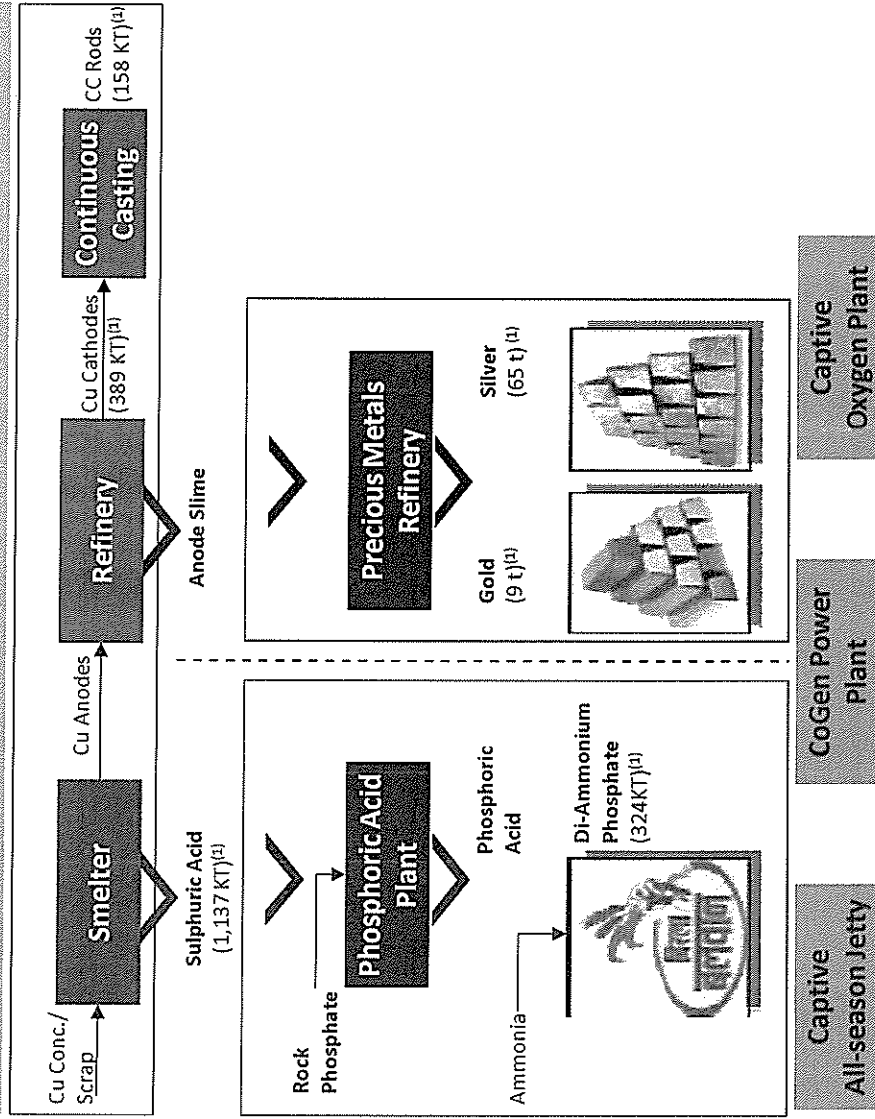 Cu Conc./
Scrap
Smelter
Cu Anodes
Refinery
Cu Cathodes
(389 KT)(1)
Continuous
Casting
CC Rods
(158 KT)(1)
Sulphuric Acid
(1,137 KT)(1)
Anode Slime
Rock
Phosphate
Phosphoric Acid
Plant
Phosphoric
Acid
Ammonia
Di-Ammonium
Phosphate
(324KT)(1)
Precious Metals
Refinery
Gold
(9 t)(1)
Silver
(65 t)(1)
Captive
All-season Jetty
CoGen Power
Plant
Captive
Oxygen Plant